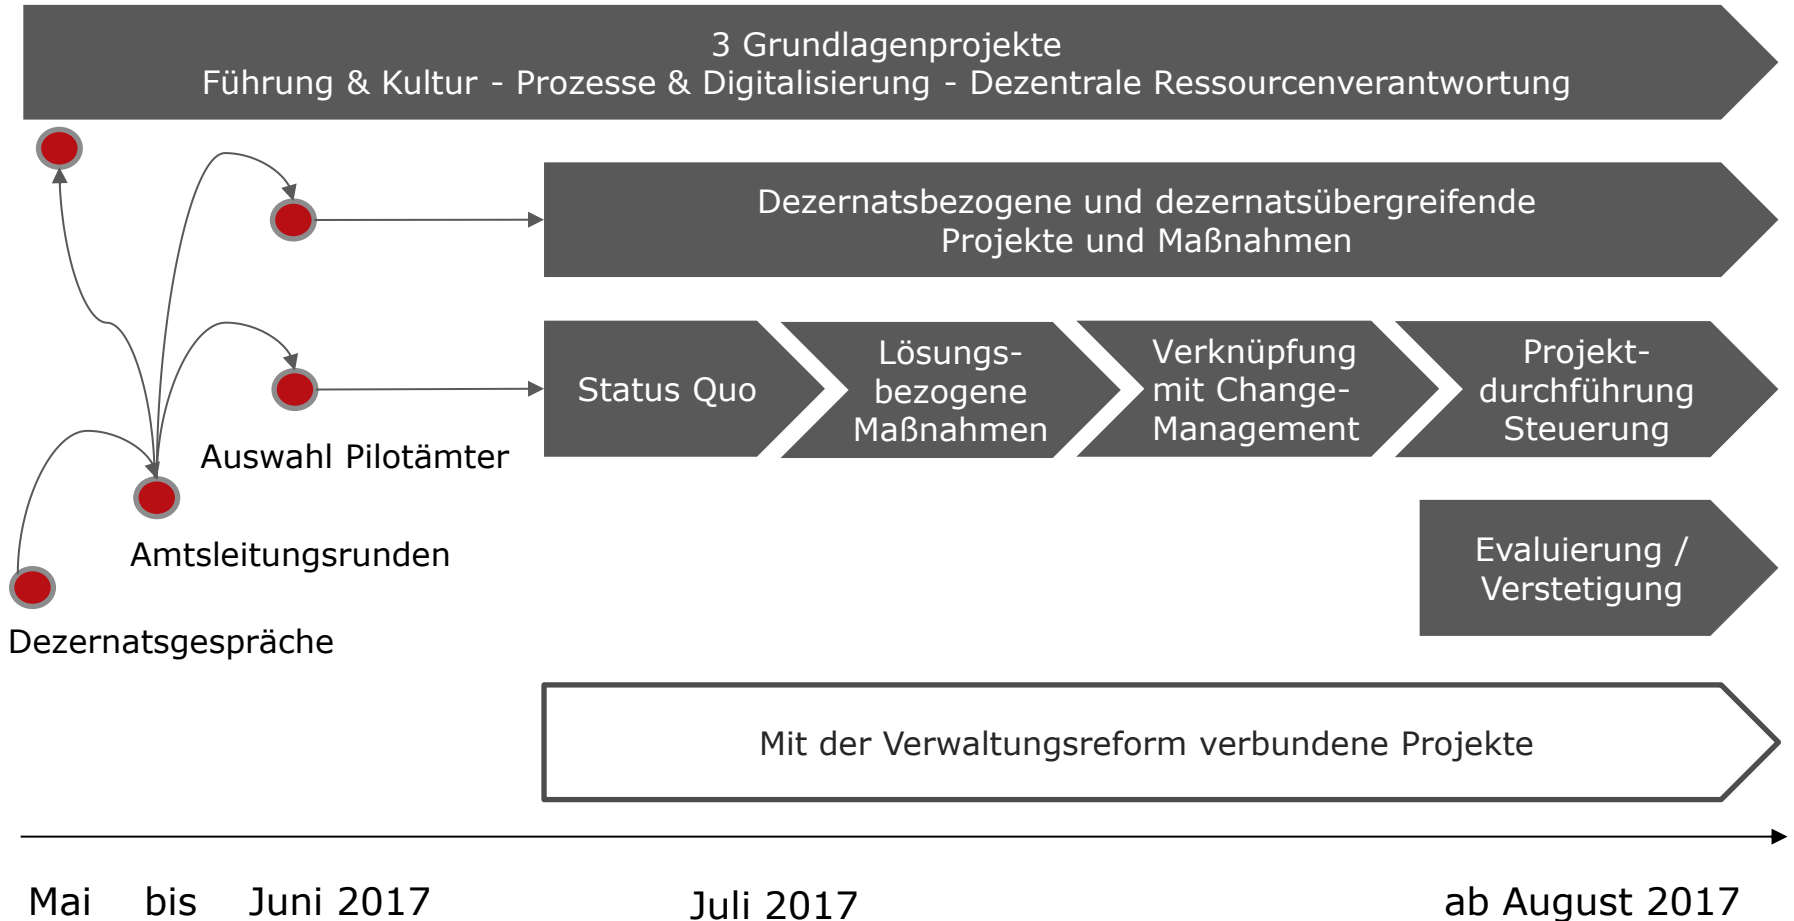 3 Grundlagenprojekte
Führung & Kultur - Prozesse & Digitalisierung - Dezentrale Ressourcenverantwortung
Dezernatsbezogene und dezernatsübergreifende
Projekte und Maßnahmen
Status Quo
Lösungs-
bezogene
Maßnahmen
Verknüpfung
mit Change-
Management
Projekt-
durchführung
Steuerung
Auswahl Pilotämter
Amtsleitungsrunden
Dezernatsgespräche
Evaluierung /
Verstetigung
Mit der Verwaltungsreform verbundene Projekte
Mai bis Juni 2017
Juli 2017
ab August 2017